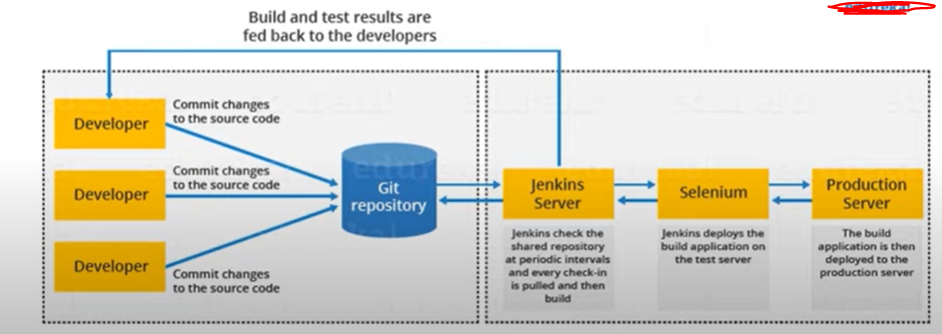 Build and test results are
fed back to the developers
Developer
Commit changes
to the source code
Developer
Commit changes
to the source code
Developer
Commit changes
to the source code
Git
repository
Jenkins
Server
Jenkins check the
shared repository
at periodic intervals
and every check-in
is pulled and then
build
Selenium
Jenkins deploys the
build application on
the test server
Production
Server
The build
application is then
deployed to the
production server